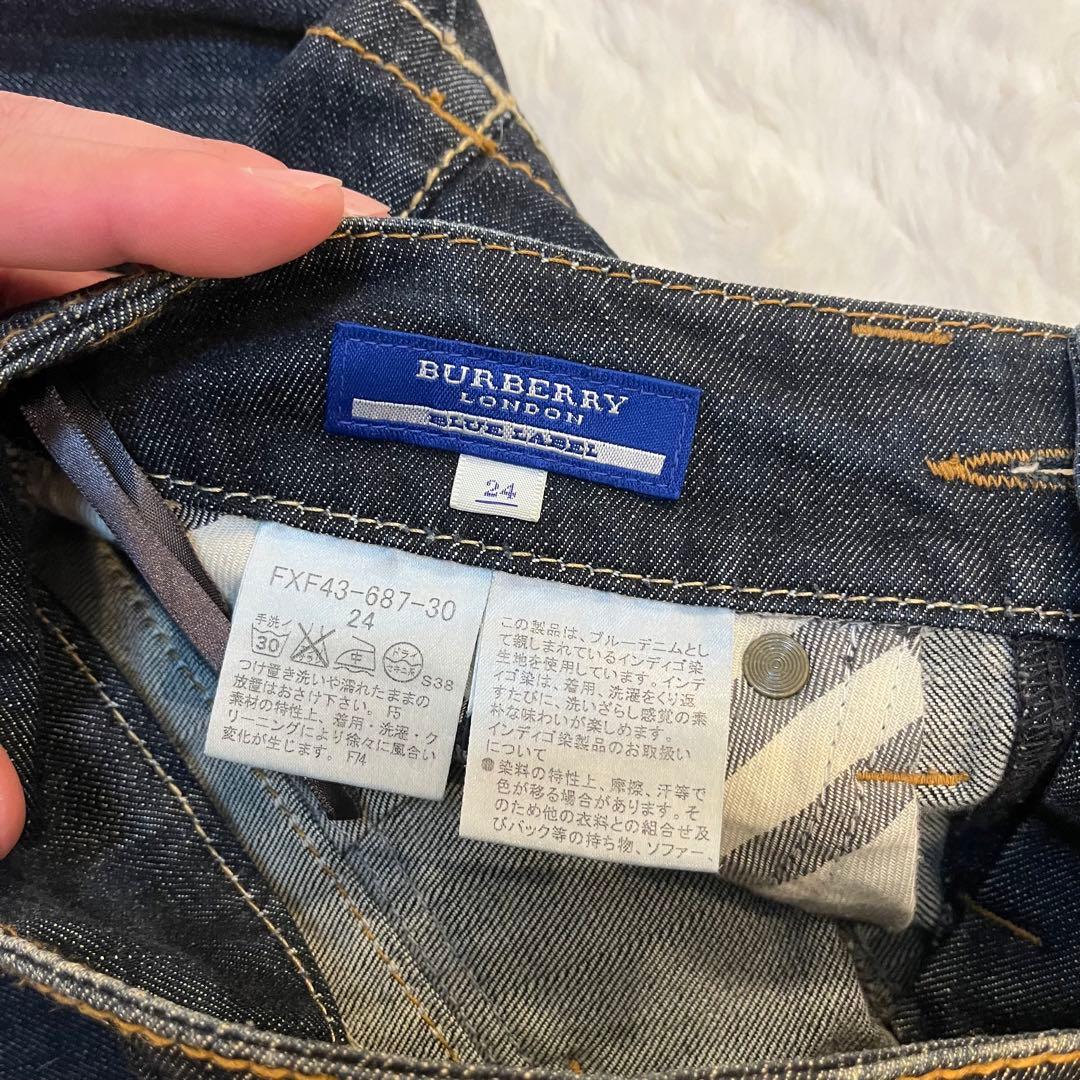 BURBERRY
LONDON
BLUE LABEL
24
FXF43-687-30
24
手洗イ
30
中
ドライ
セキユ系
S38
つけ置き洗いや濡れたままの
放置はおさけ下さい。F5
素材の特性上、着用・洗濯・ク
リーニングにより徐々に風合い
変化が生じます。F/4
この製品は、ブルーデニムとし
て親しまれているインディゴ染
生地を使用しています。インデ
ィゴ染は、着用、洗濯をくり返
すたびに、洗いざらし感覚の素
朴な味わいが楽しめます。
インディゴ染製品のお取扱い
について
●染料の特性上、摩擦、汗等で
色が移る場合があります。そ
のため他の衣料との組合せ及
びバック等の持ち物、ソファー、